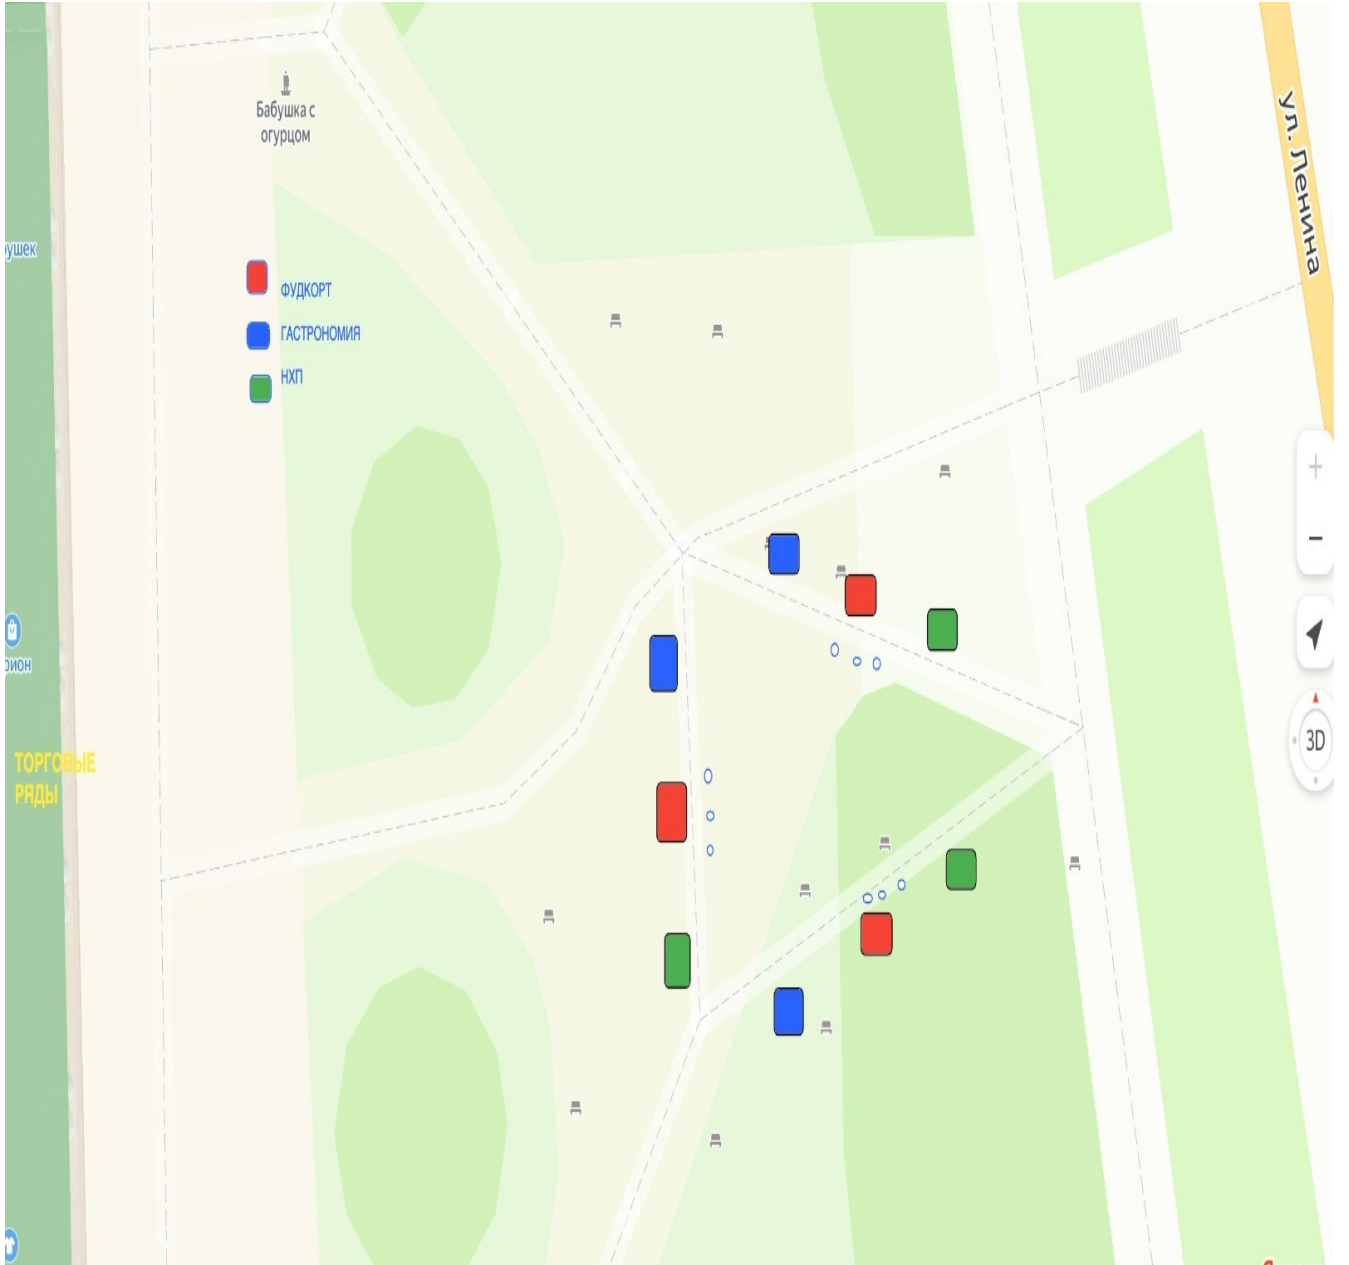 Бабушка с
огурцом
ул. Ленина
ФУДКОРТ
ГАСТРОНОМИЯ
НХП
ТОРГОВЫЕ
РЯДЫ
3D